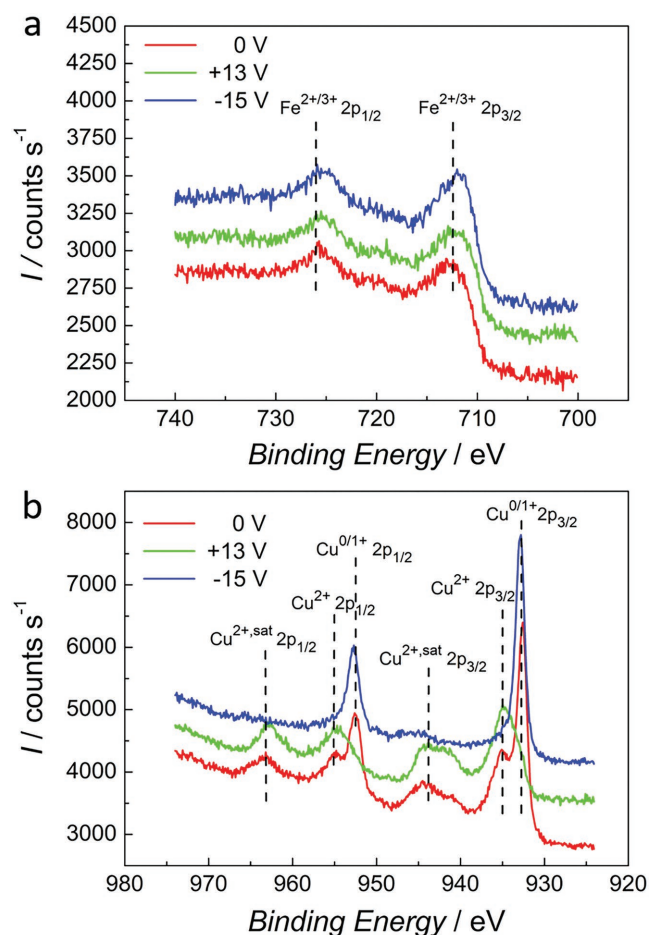 a
0 V
+13 V
-15 V
Fe²⁺/³⁺ 2p₁/₂
Fe²⁺/³⁺ 2p₃/₂
4500
4250
4000
3750
3500
3250
3000
2750
2500
2250
2000
I / counts s⁻¹
740 730 720 710 700
Binding Energy / eV
b
0 V
+13 V
-15 V
Cu⁰/¹⁺ 2p₃/₂
Cu⁰/¹⁺ 2p₁/₂
Cu²⁺ 2p₁/₂
Cu²⁺ 2p₃/₂
Cu²⁺,ˢᵃᵗ 2p₁/₂
Cu²⁺,ˢᵃᵗ 2p₃/₂
8000
7000
6000
5000
4000
3000
I / counts s⁻¹
980 970 960 950 940 930 920
Binding Energy / eV